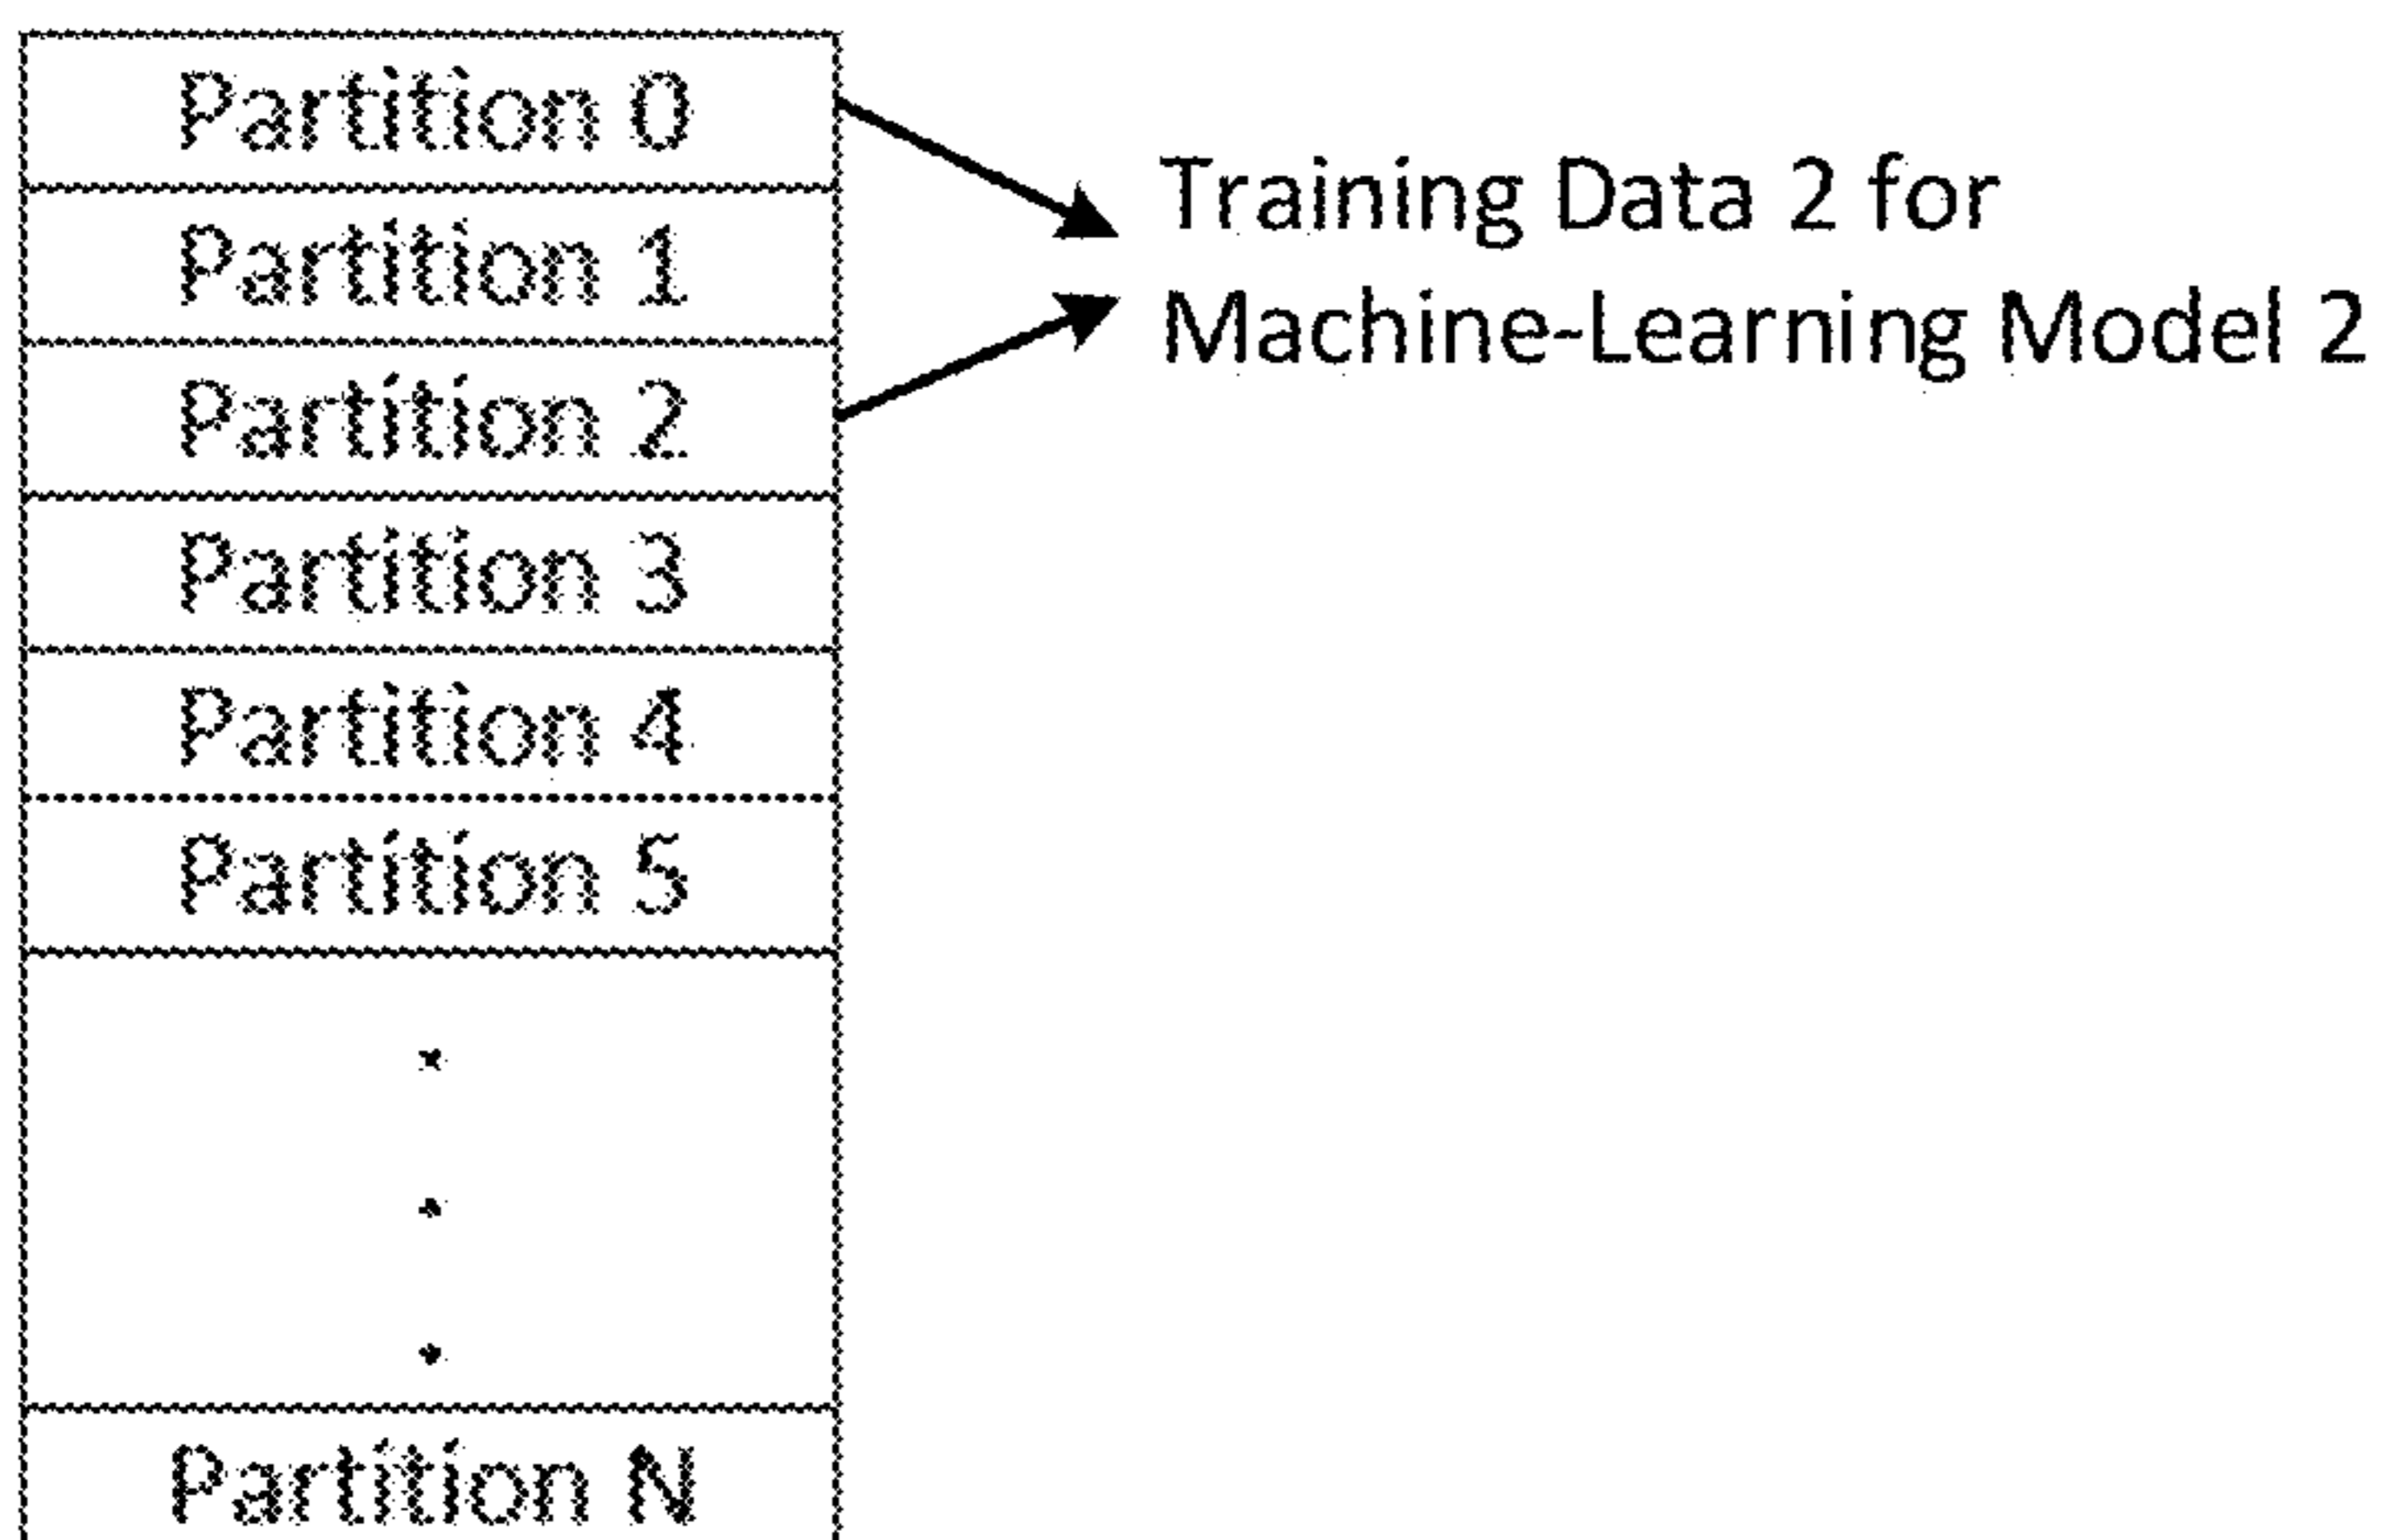 Partition 0
Partition 1
Partition 2
Partition 3
Partition 4
Partition 5
Partition N
Training Data 2 for
Machine-Learning Model 2